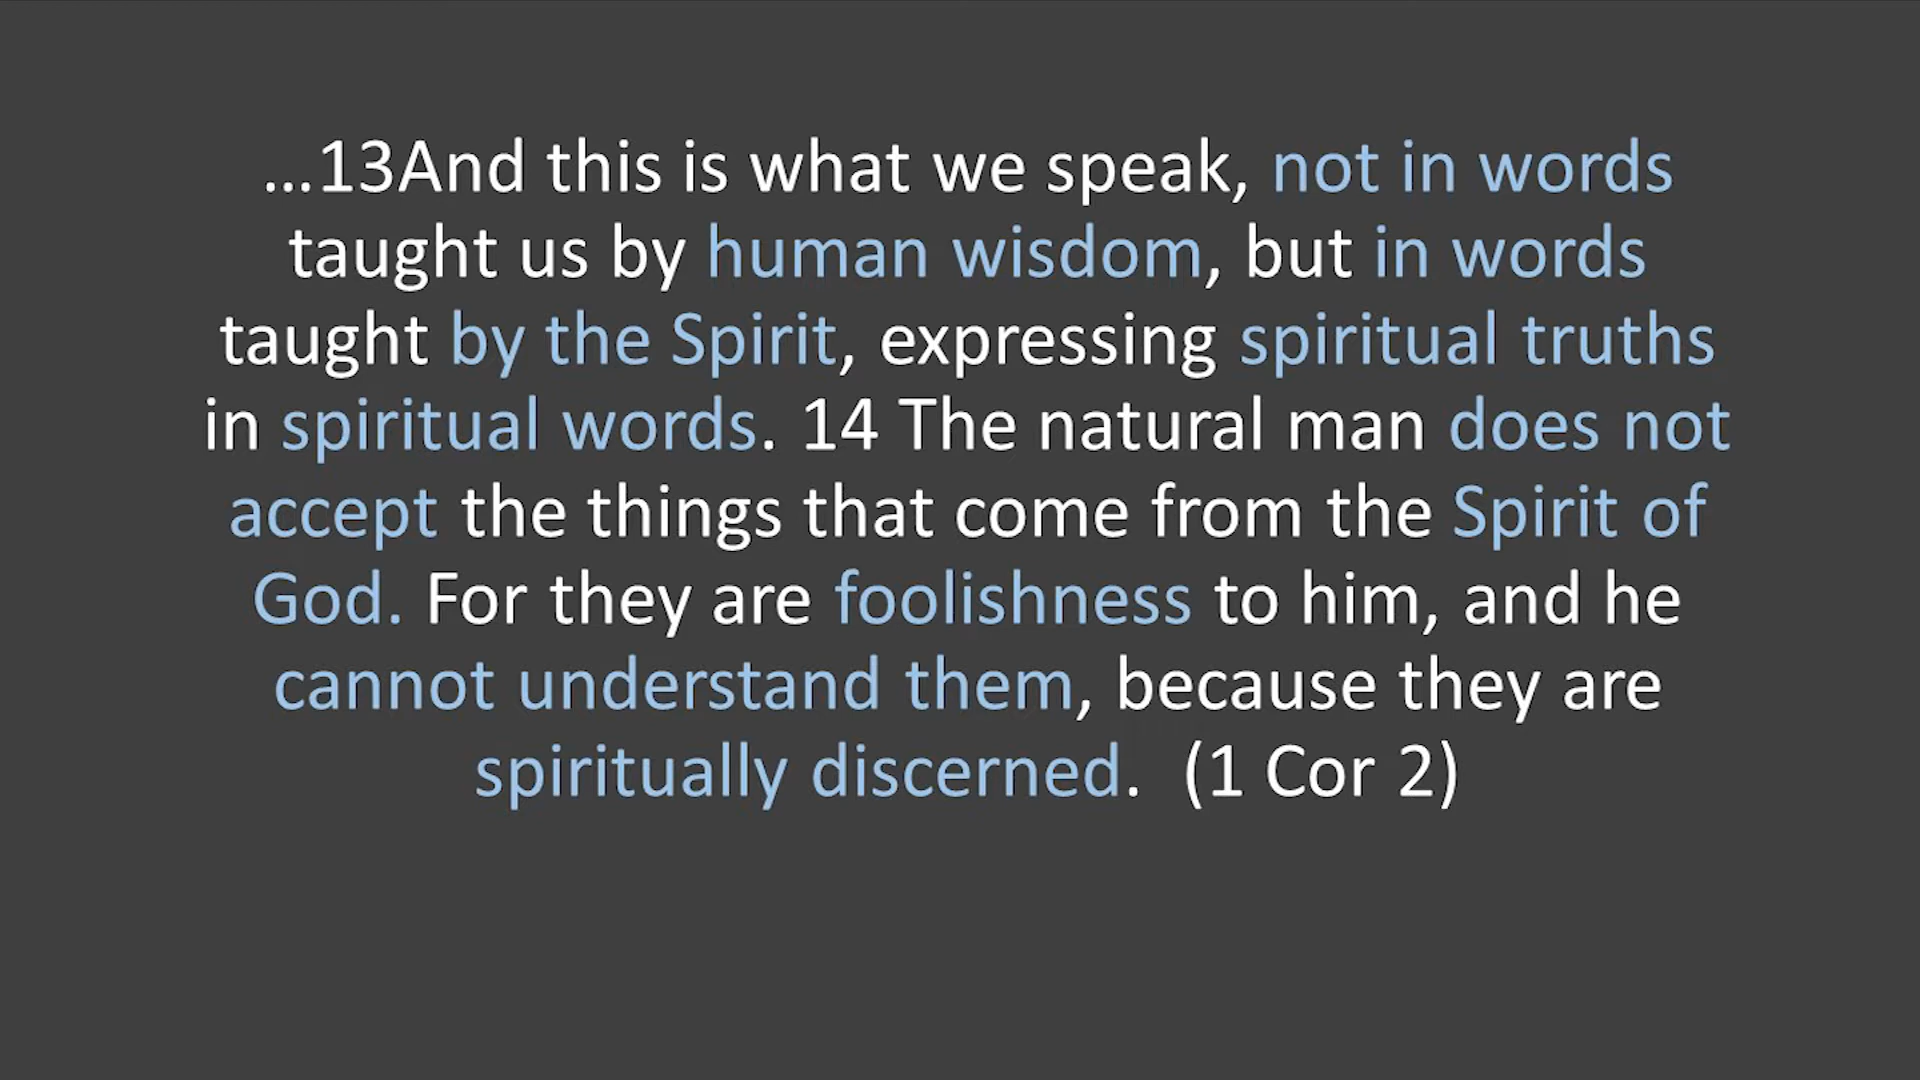 …13And this is what we speak, not in words
taught us by human wisdom, but in words
taught by the Spirit, expressing spiritual truths
in spiritual words. 14 The natural man does not
accept the things that come from the Spirit of
God. For they are foolishness to him, and he
cannot understand them, because they are
spiritually discerned.  (1 Cor 2)